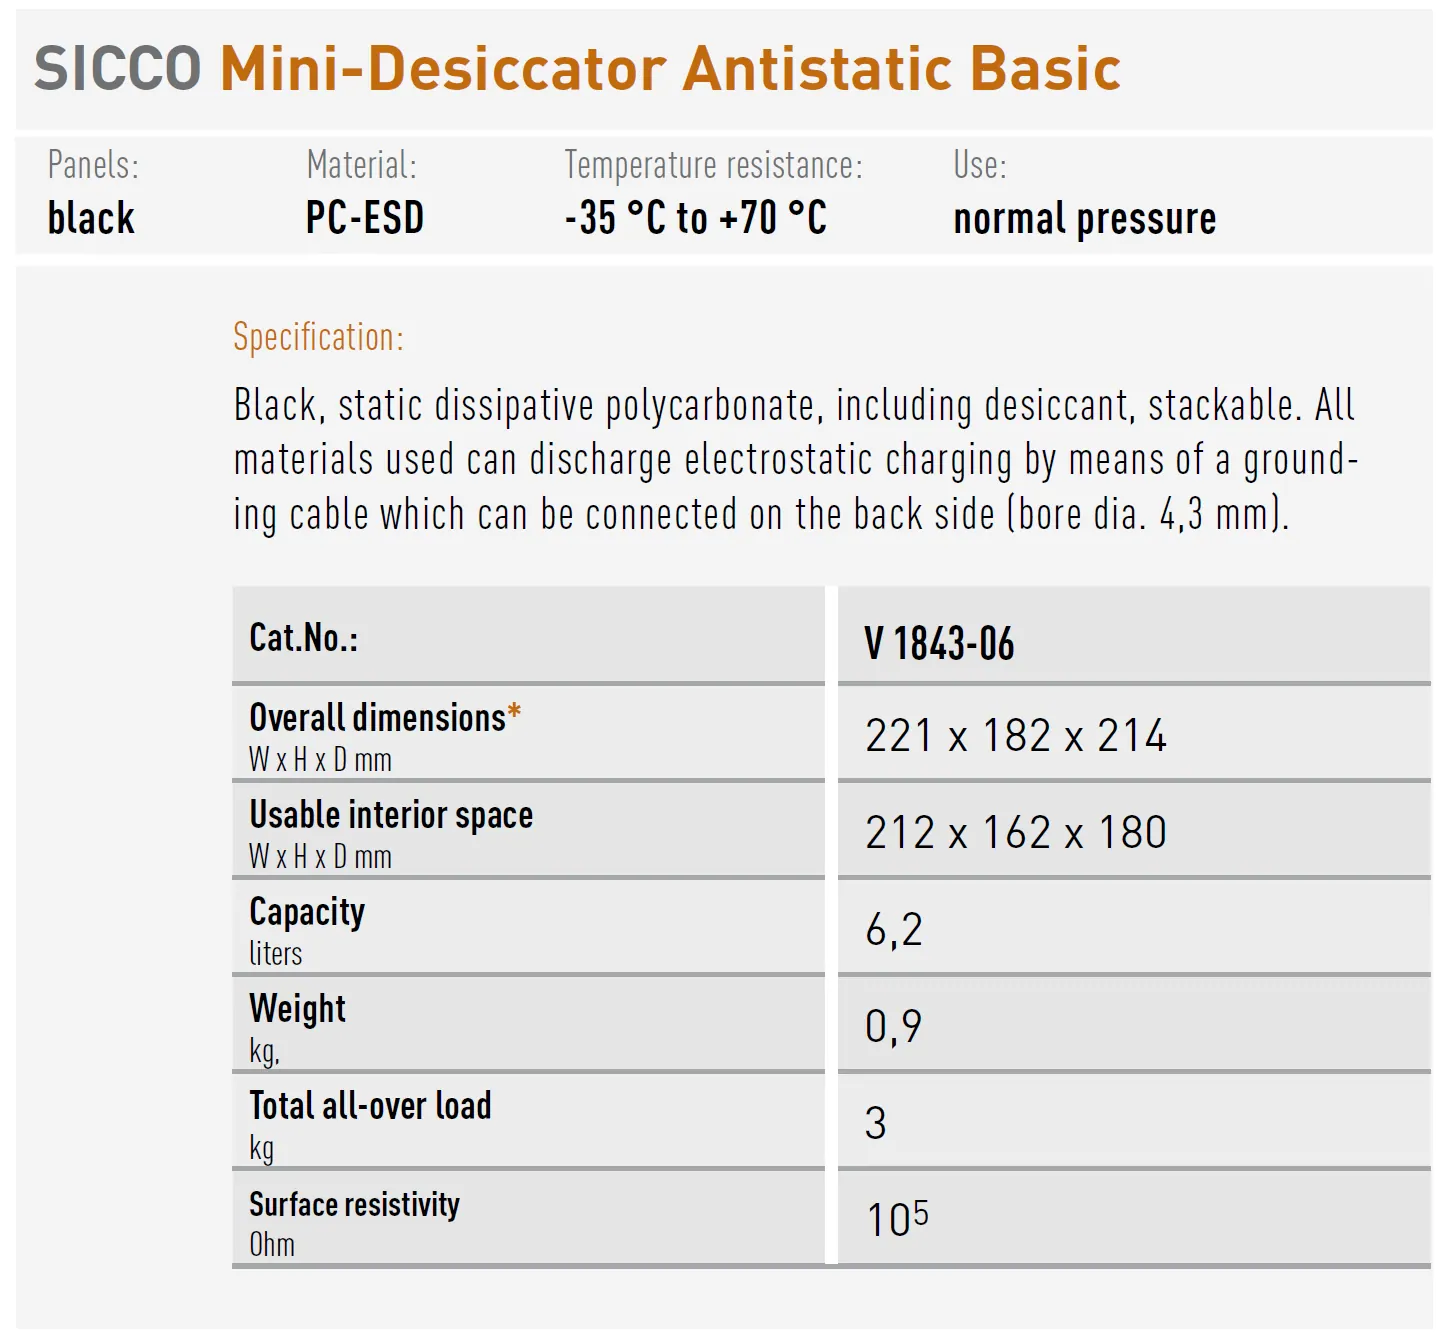 SICCO Mini-Desiccator Antistatic Basic
Panels: Material: Temperature resistance: Use:
black PC-ESD -35 °C to +70 °C normal pressure
Specification:
Black, static dissipative polycarbonate, including desiccant, stackable. All
materials used can discharge electrostatic charging by means of a ground-
ing cable which can be connected on the back side (bore dia. 4,3 mm).
Cat.No.: V 1843-06
Overall dimensions*
W x H x D mm 221 x 182 x 214
Usable interior space
W x H x D mm 212 x 162 x 180
Capacity
liters 6,2
Weight
kg, 0,9
Total all-over load
kg 3
Surface resistivity
Ohm 10⁵